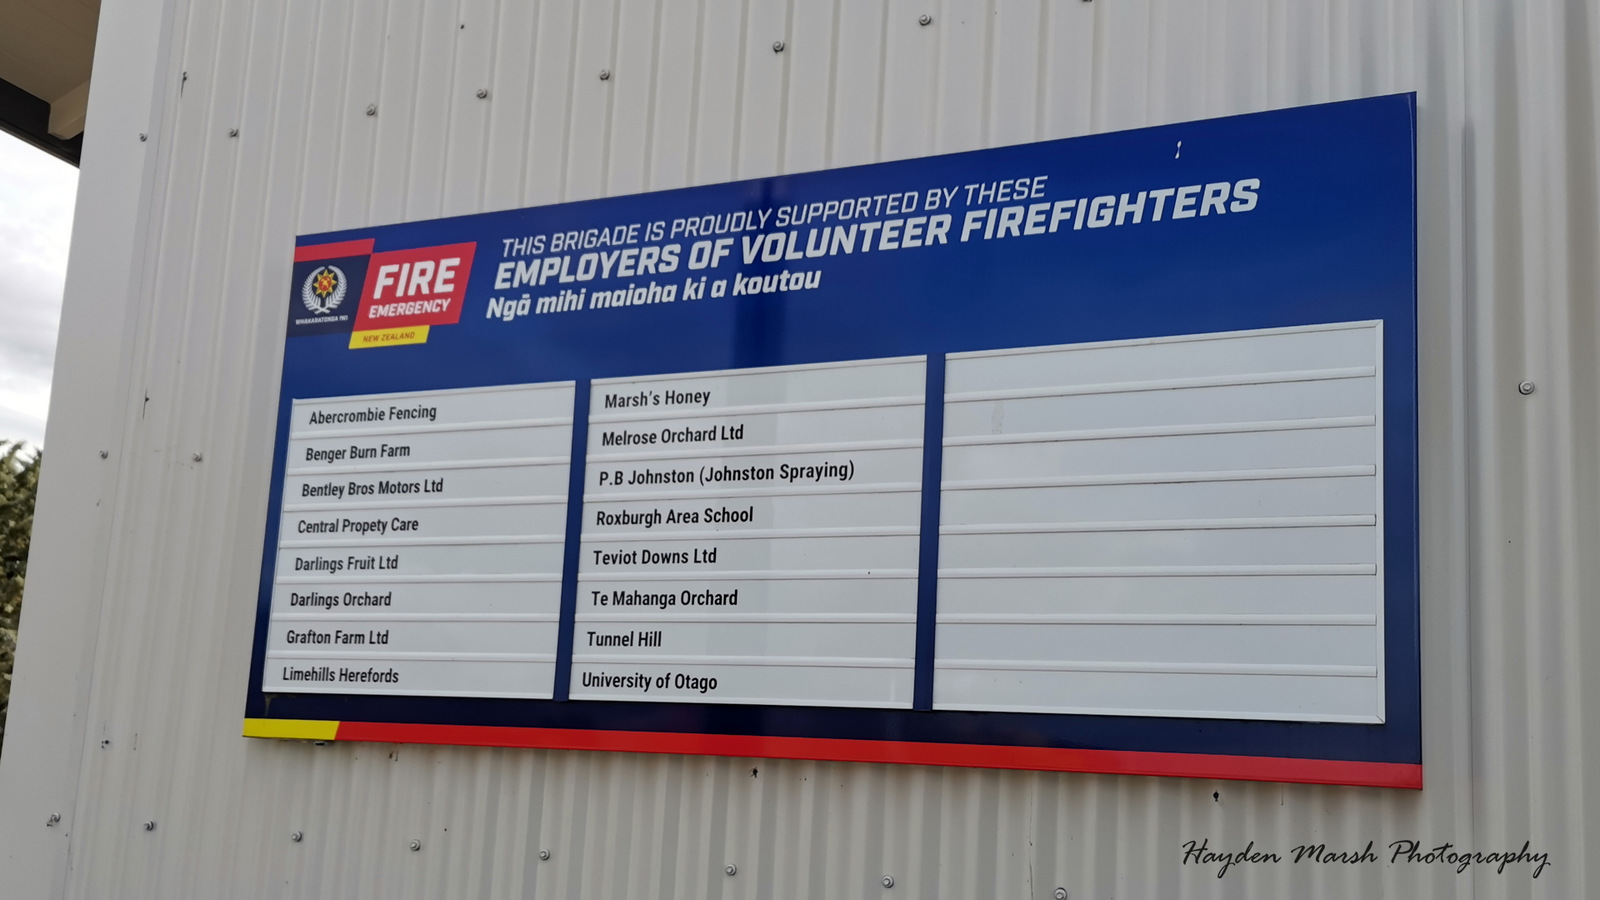 THIS BRIGADE IS PROUDLY SUPPORTED BY THESE
EMPLOYERS OF VOLUNTEER FIREFIGHTERS
Ngā mihi maioha ki a koutou
FIRE
EMERGENCY
NEW ZEALAND
WHAKARATONGA IWI
Abercrombie Fencing
Benger Burn Farm
Bentley Bros Motors Ltd
Central Propety Care
Darlings Fruit Ltd
Darlings Orchard
Grafton Farm Ltd
Limehills Herefords
Marsh's Honey
Melrose Orchard Ltd
P.B Johnston (Johnston Spraying)
Roxburgh Area School
Teviot Downs Ltd
Te Mahanga Orchard
Tunnel Hill
University of Otago
Hayden Marsh Photography